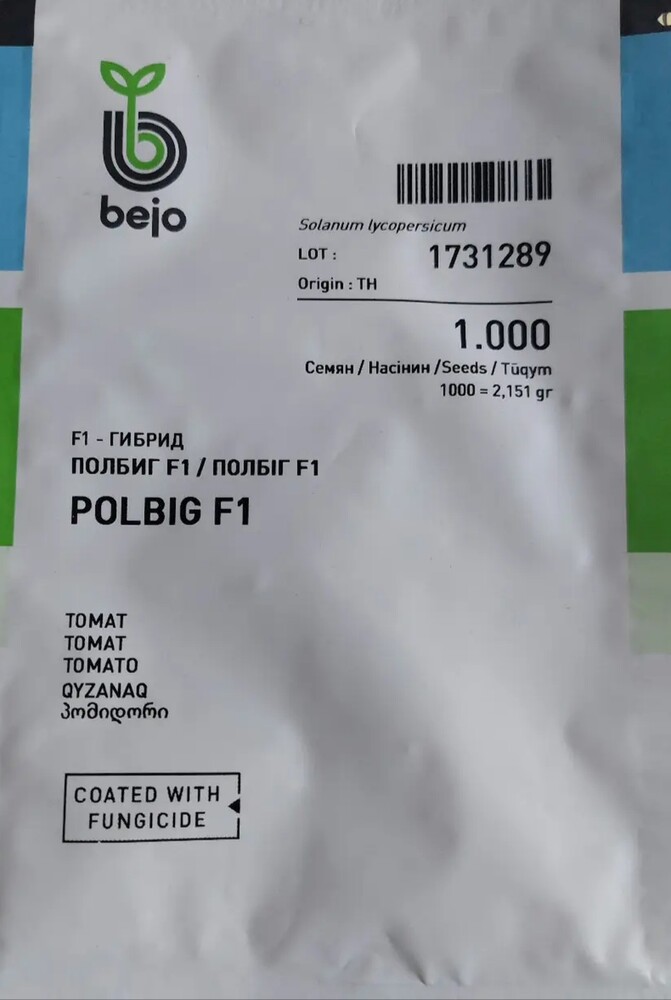 bejo
Solanum lycopersicum
LOT : 1731289
Origin : TH
1.000
Семян / Насінин /Seeds / Tūqym
1000 = 2,151 gr
F1 - ГИБРИД
ПОЛБИГ F1 / ПОЛБІГ F1
POLBIG F1
ТОМАТ
ТОМАТ
TOMATO
QYZANAQ
პომიდორი
COATED WITH
FUNGICIDE